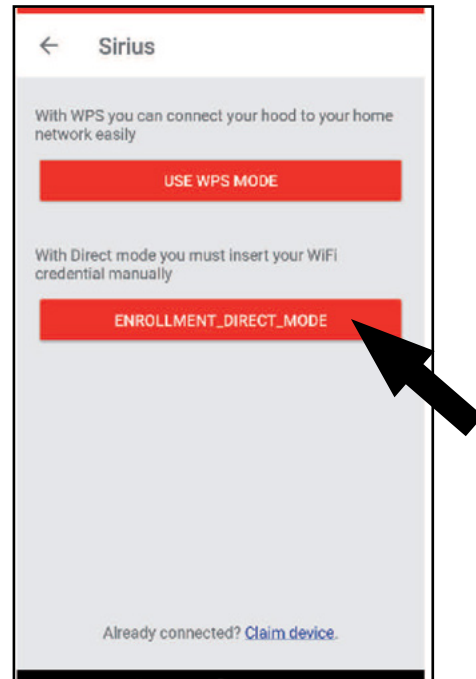 Sirius
With WPS you can connect your hood to your home
network easily
USE WPS MODE
With Direct mode you must insert your WiFi
credential manually
ENROLLMENT_DIRECT_MODE
Already connected? Claim device.